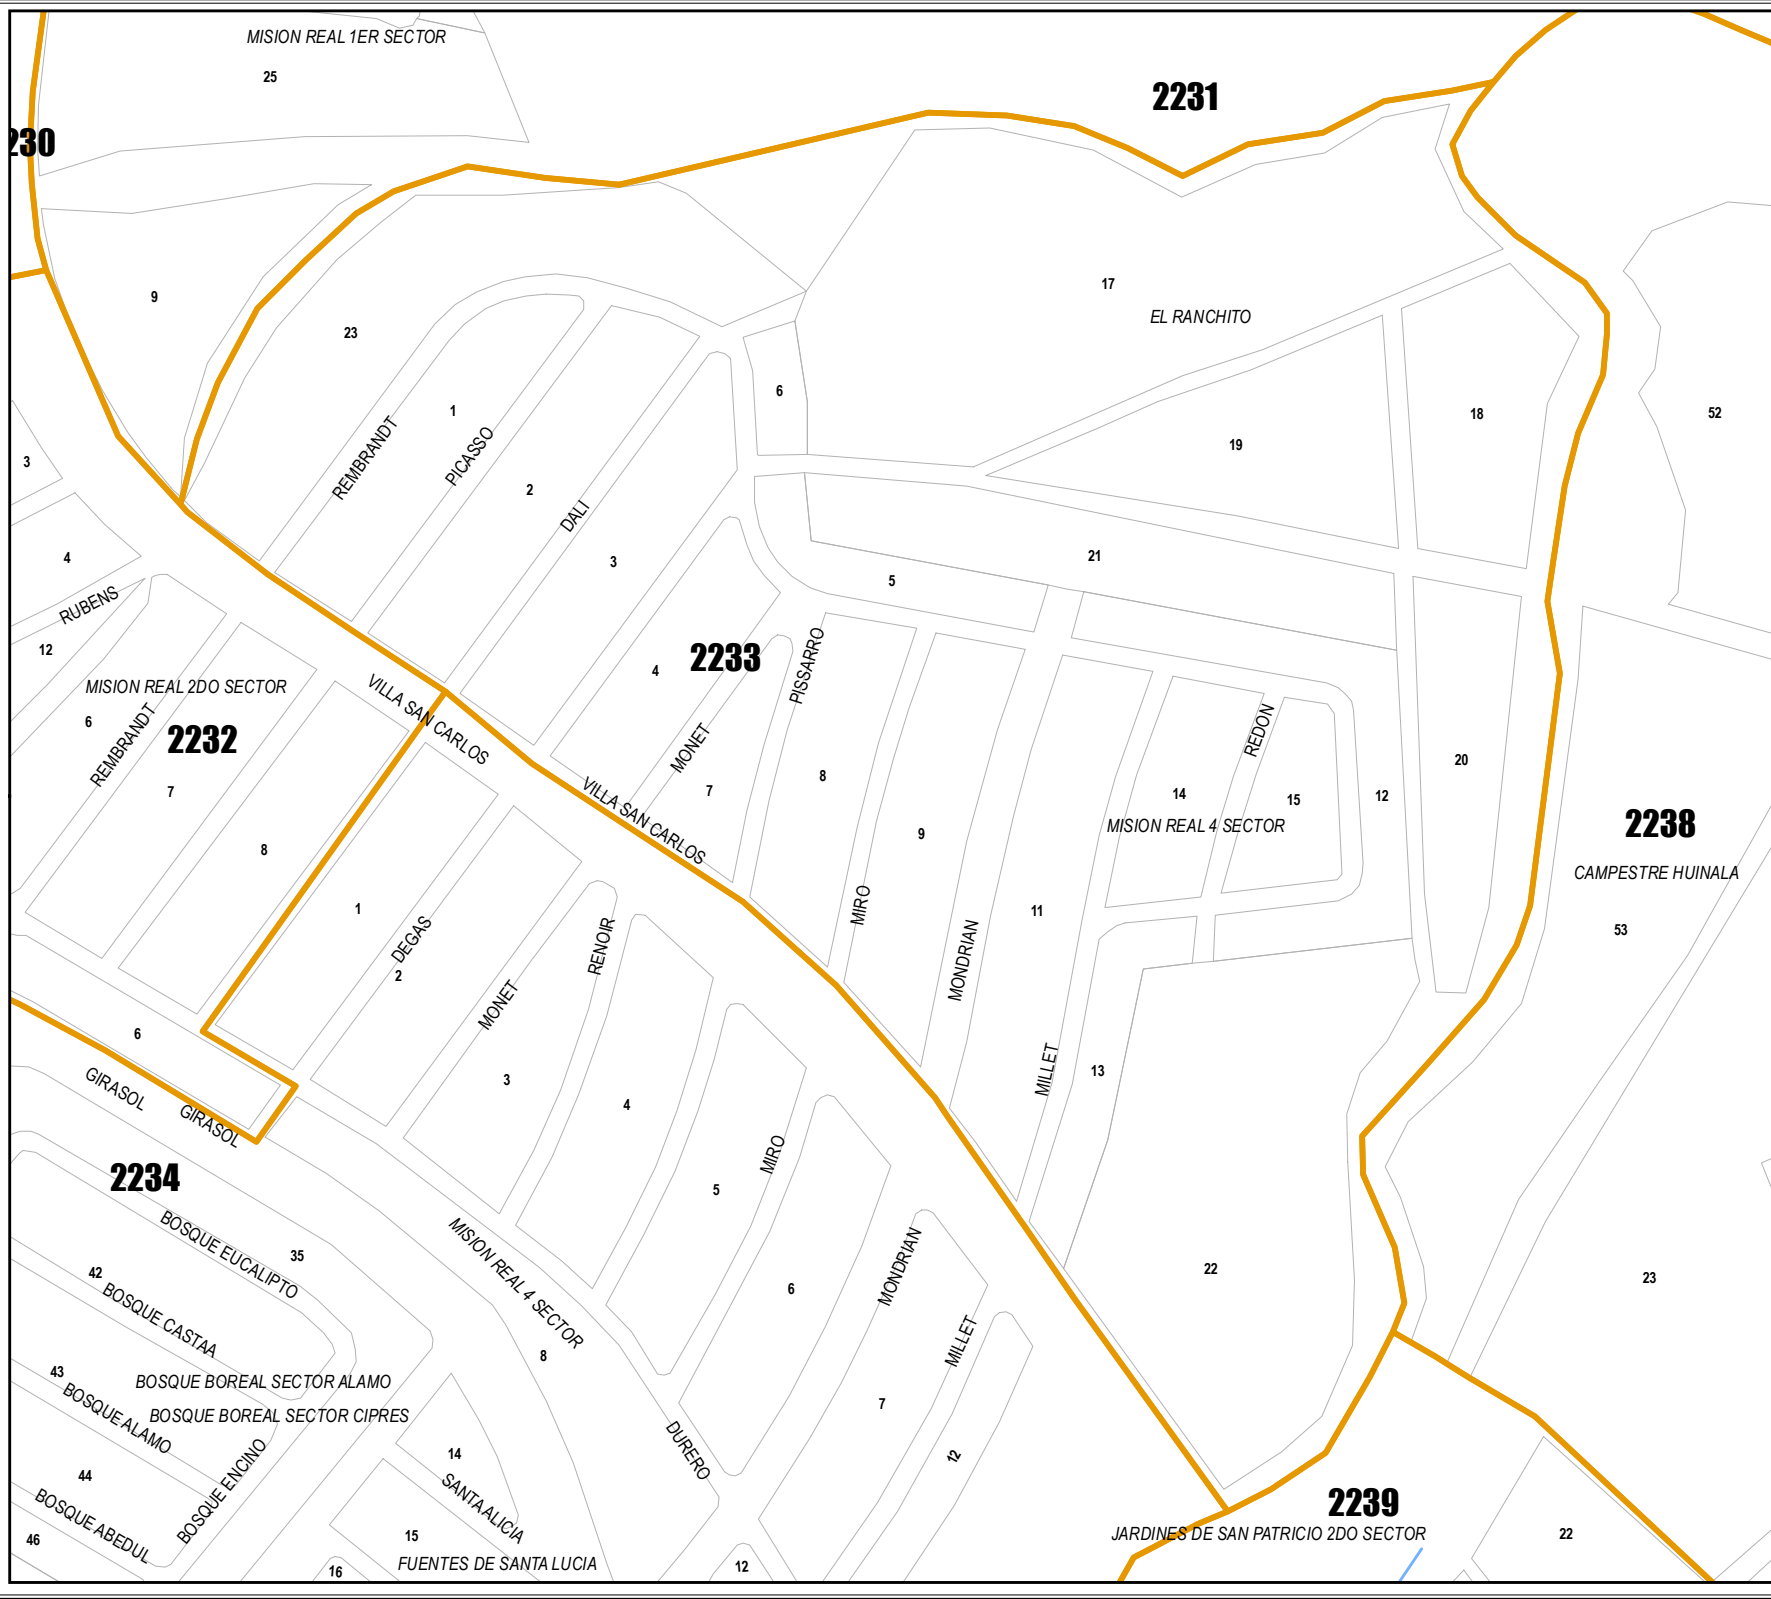 MISION REAL 1ER SECTOR
25
2231
230
17
EL RANCHITO
9
23
6
1
2
18
52
19
REMBRANDT
PICASSO
DALI
3
3
4
RUBENS
12
21
5
3
4
2233
PISSARRO
MISION REAL 2DO SECTOR
6
REMBRANDT
2232
7
8
VILLA SAN CARLOS
MONET
7
VILLA SAN CARLOS
8
9
REDON
14
15
12
MISION REAL 4 SECTOR
20
2238
CAMPESTRE HUINALA
53
1
DEGAS
2
MONET
RENOIR
MIRO
MONDRIAN
11
MILLET
13
6
GIRASOL
GIRASOL
3
4
5
MIRO
2234
BOSQUE EUCALIPTO
35
42
BOSQUE CASTAA
MISION REAL 4 SECTOR
8
6
MONDRIAN
MILLET
22
23
43
BOSQUE ALAMO
BOSQUE BOREAL SECTOR ALAMO
BOSQUE BOREAL SECTOR CIPRES
BOSQUE ENCINO
44
BOSQUE ABEDUL
46
14
SANTA ALICIA
15
16
FUENTES DE SANTA LUCIA
DURERO
7
12
12
2239
JARDINES DE SAN PATRICIO 2DO SECTOR
22